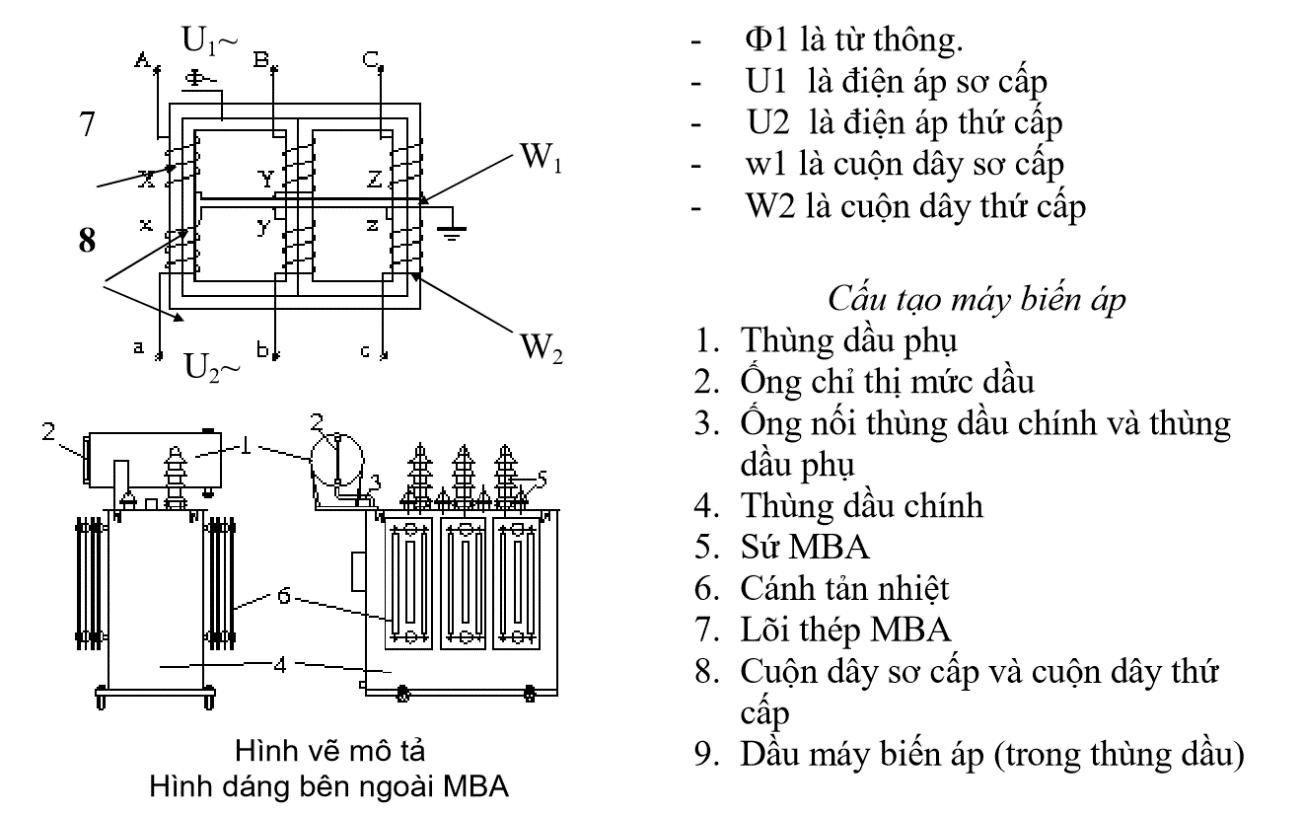 U1~
A
B
C
Φ~
7
X
Y
Z
W1
x
y
z
8
a
b
c
U2~
W2
2
1
2
3
5
6
4
Hình vẽ mô tả
Hình dáng bên ngoài MBA
- Φ1 là từ thông.
- U1 là điện áp sơ cấp
- U2 là điện áp thứ cấp
- w1 là cuộn dây sơ cấp
- W2 là cuộn dây thứ cấp
Cấu tạo máy biến áp
1. Thùng dầu phụ
2. Ống chỉ thị mức dầu
3. Ống nối thùng dầu chính và thùng
dầu phụ
4. Thùng dầu chính
5. Sứ MBA
6. Cánh tản nhiệt
7. Lõi thép MBA
8. Cuộn dây sơ cấp và cuộn dây thứ
cấp
9. Dầu máy biến áp (trong thùng dầu)